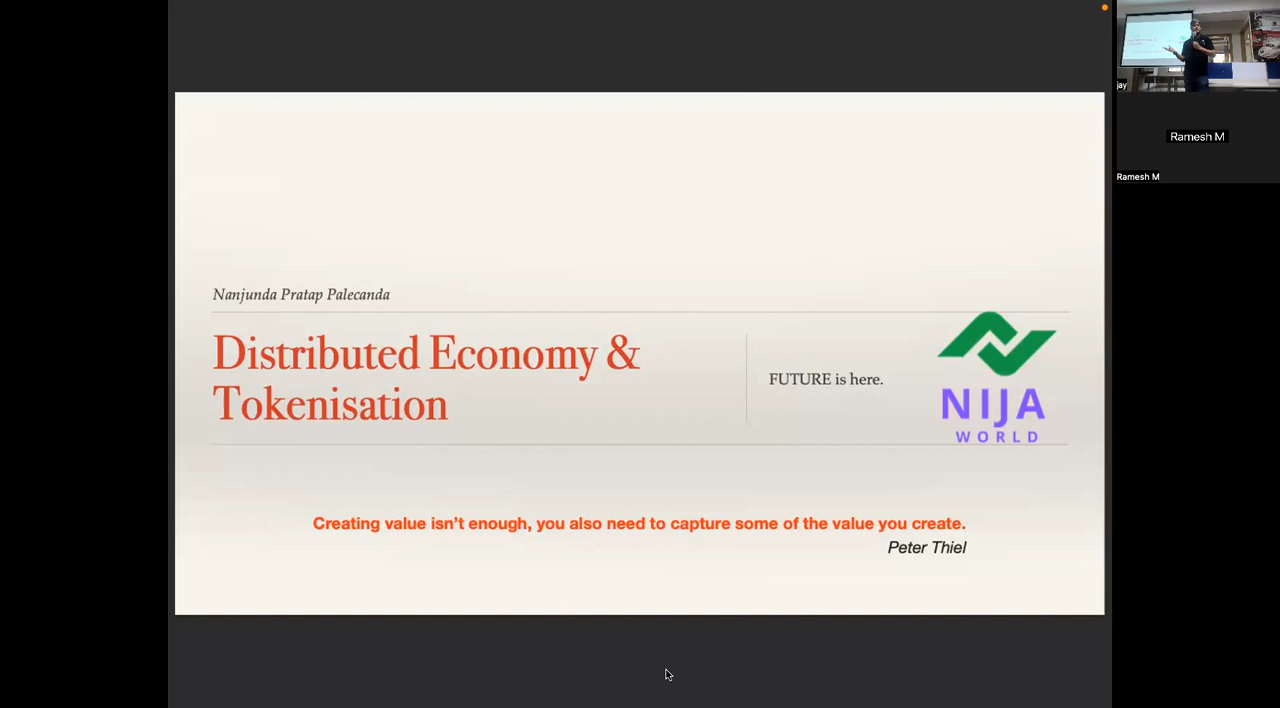 Nanjunda Pratap Palecanda
Distributed Economy &
Tokenisation
FUTURE is here.
NIJA
WORLD
Creating value isn't enough, you also need to capture some of the value you create.
Peter Thiel
jay
Ramesh M
Ramesh M